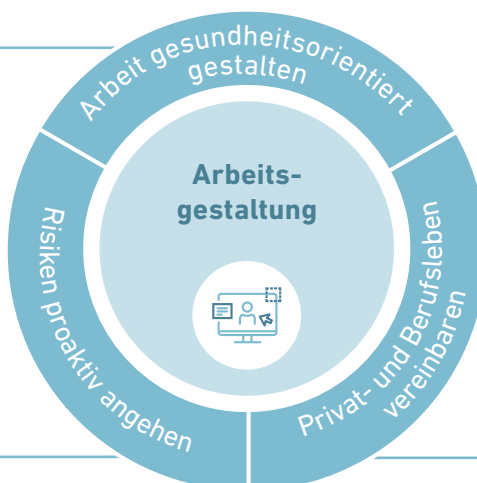 Arbeit gesundheitsorientiert
gestalten
Arbeits-
gestaltung
Risiken proaktiv angehen
Privat- und Berufsleben
vereinbaren